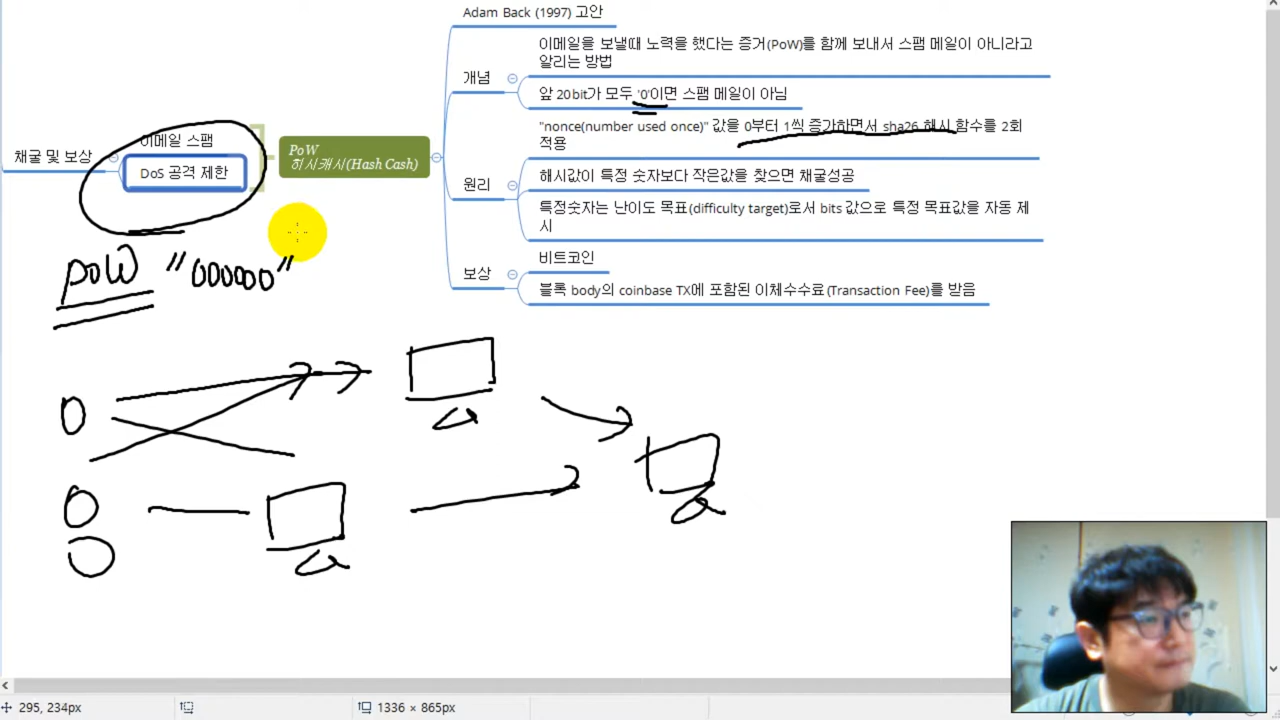 Adam Back (1997) 고안
이메일을 보낼때 노력을 했다는 증거(PoW)를 함께 보내서 스팸 메일이 아니라고
알리는 방법
개념
앞 20bit가 모두 '0'이면 스팸 메일이 아님
"nonce(number used once)" 값을 0부터 1씩 증가하면서 sha26 해시 함수를 2회
적용
원리
해시값이 특정 숫자보다 작은값을 찾으면 채굴성공
특정숫자는 난이도 목표(difficulty target)로서 bits 값으로 특정 목표값을 자동 제
시
보상
비트코인
블록 body의 coinbase TX에 포함된 이체수수료(Transaction Fee)를 받음
PoW
해시캐시(Hash Cash)
이메일 스팸
DoS 공격 제한
채굴 및 보상
PoW "000000"
295, 234px
1336 × 865px